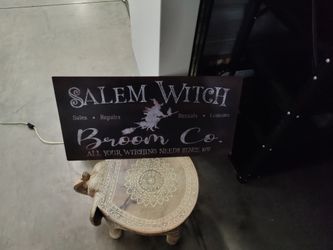 SALEM WITCH
Sales • Repairs Rentals • Lessons
Broom Co.
ALL YOUR WITCHING NEEDS SINCE